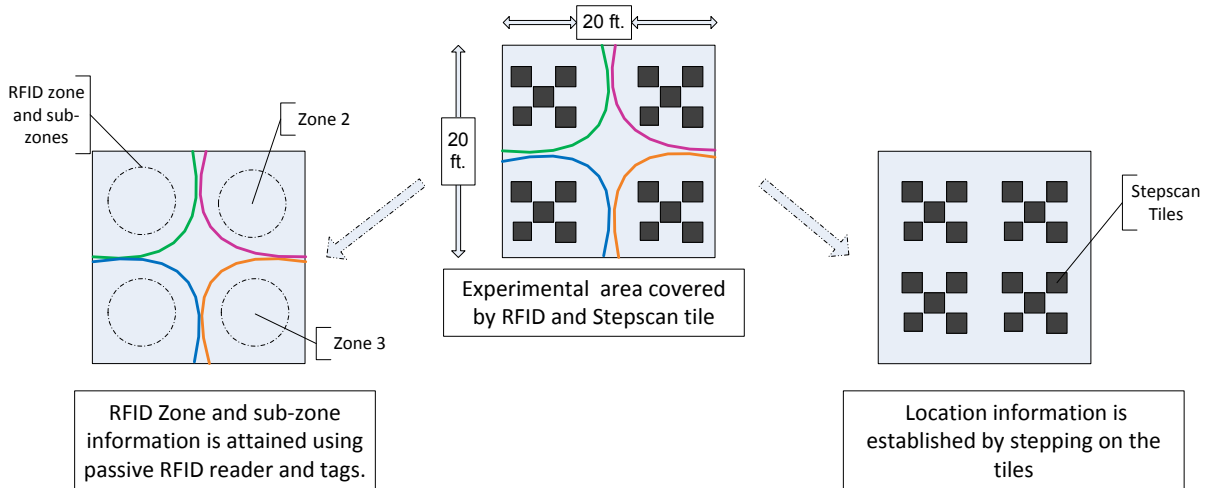 20 ft.
RFID zone
and sub-
zones
Zone 2
20
ft.
Stepscan
Tiles
Experimental area covered
by RFID and Stepscan tile
Zone 3
RFID Zone and sub-zone
information is attained using
passive RFID reader and tags.
Location information is
established by stepping on the
tiles